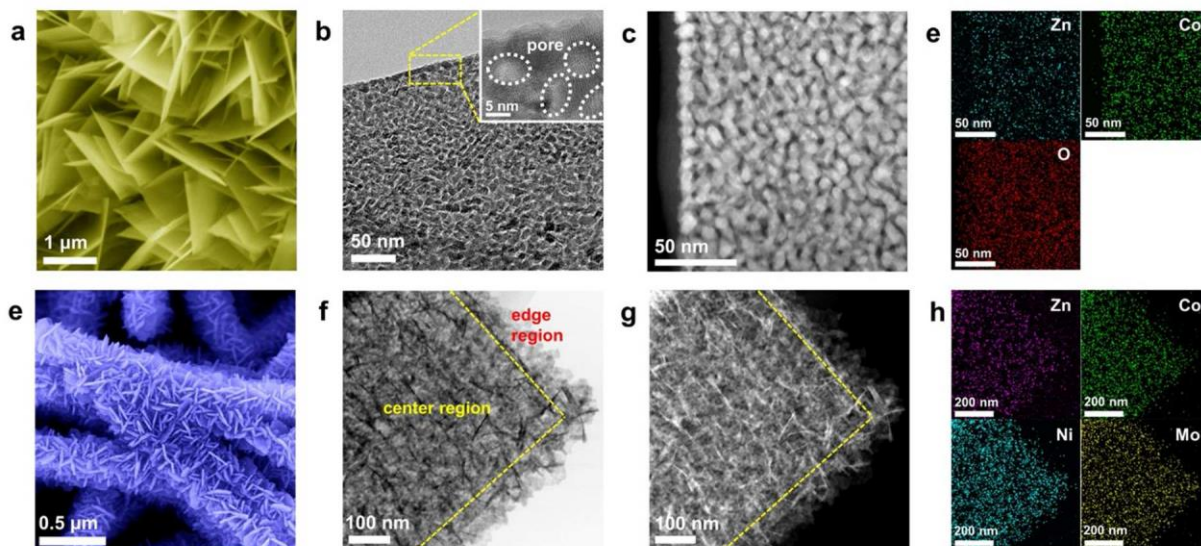 a
1 μm
b
pore
5 nm
50 nm
c
50 nm
e
Zn
50 nm
Co
50 nm
O
50 nm
e
0.5 μm
f
edge
region
center region
100 nm
g
100 nm
h
Zn
200 nm
Co
200 nm
Ni
200 nm
Mo
200 nm